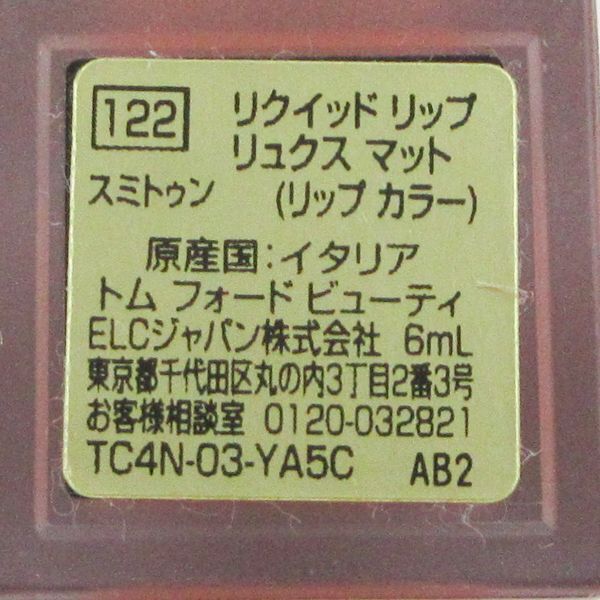 122 リクイッド リップ
リュクス マット
スミトゥン (リップ カラー)
原産国:イタリア
トム フォード ビューティ
ELCジャパン株式会社 6mL
東京都千代田区丸の内3丁目2番3号
お客様相談室 0120-032821
TC4N-03-YA5C AB2